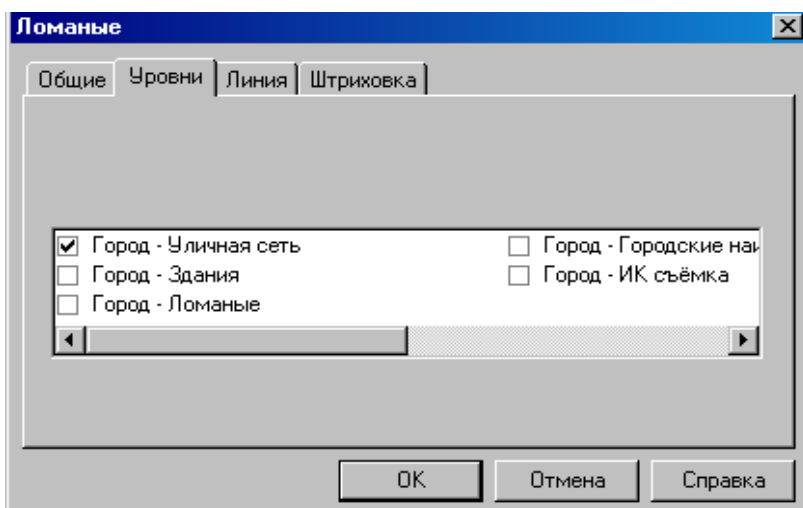 Ломаные
Общие Уровни Линия Штриховка
Город - Уличная сеть Город - Городские
Город - Здания Город - ИК съёмка
Город - Ломаные
OK Отмена Справка